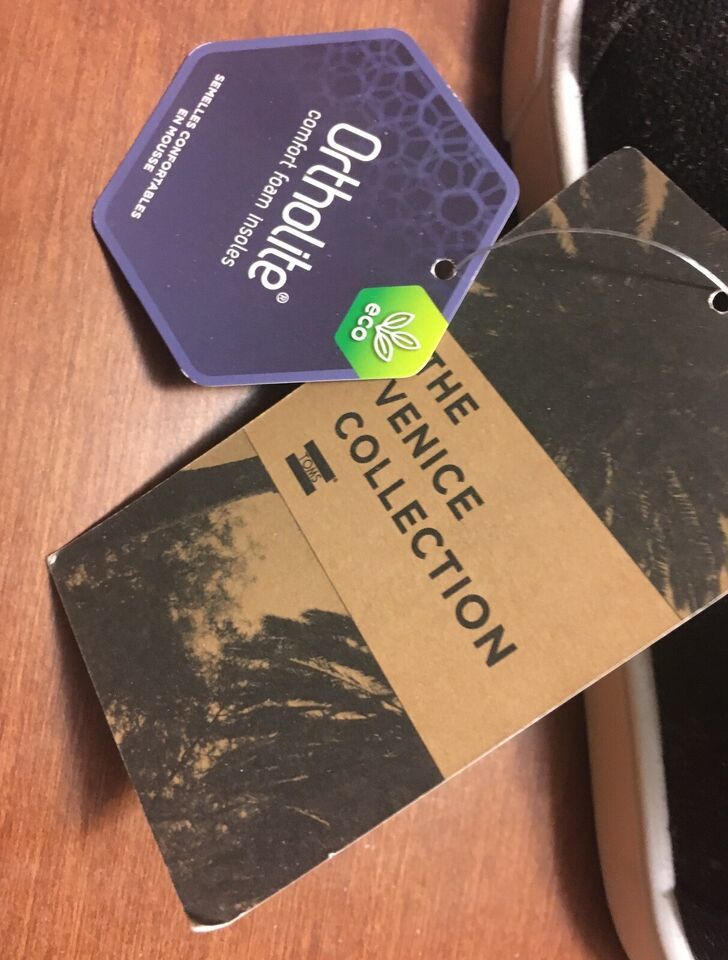 Ortholite®
comfort foam insoles
SEMELLES CONFORTABLES
EN MOUSSE
eco
THE
VENICE
COLLECTION
TOMS®